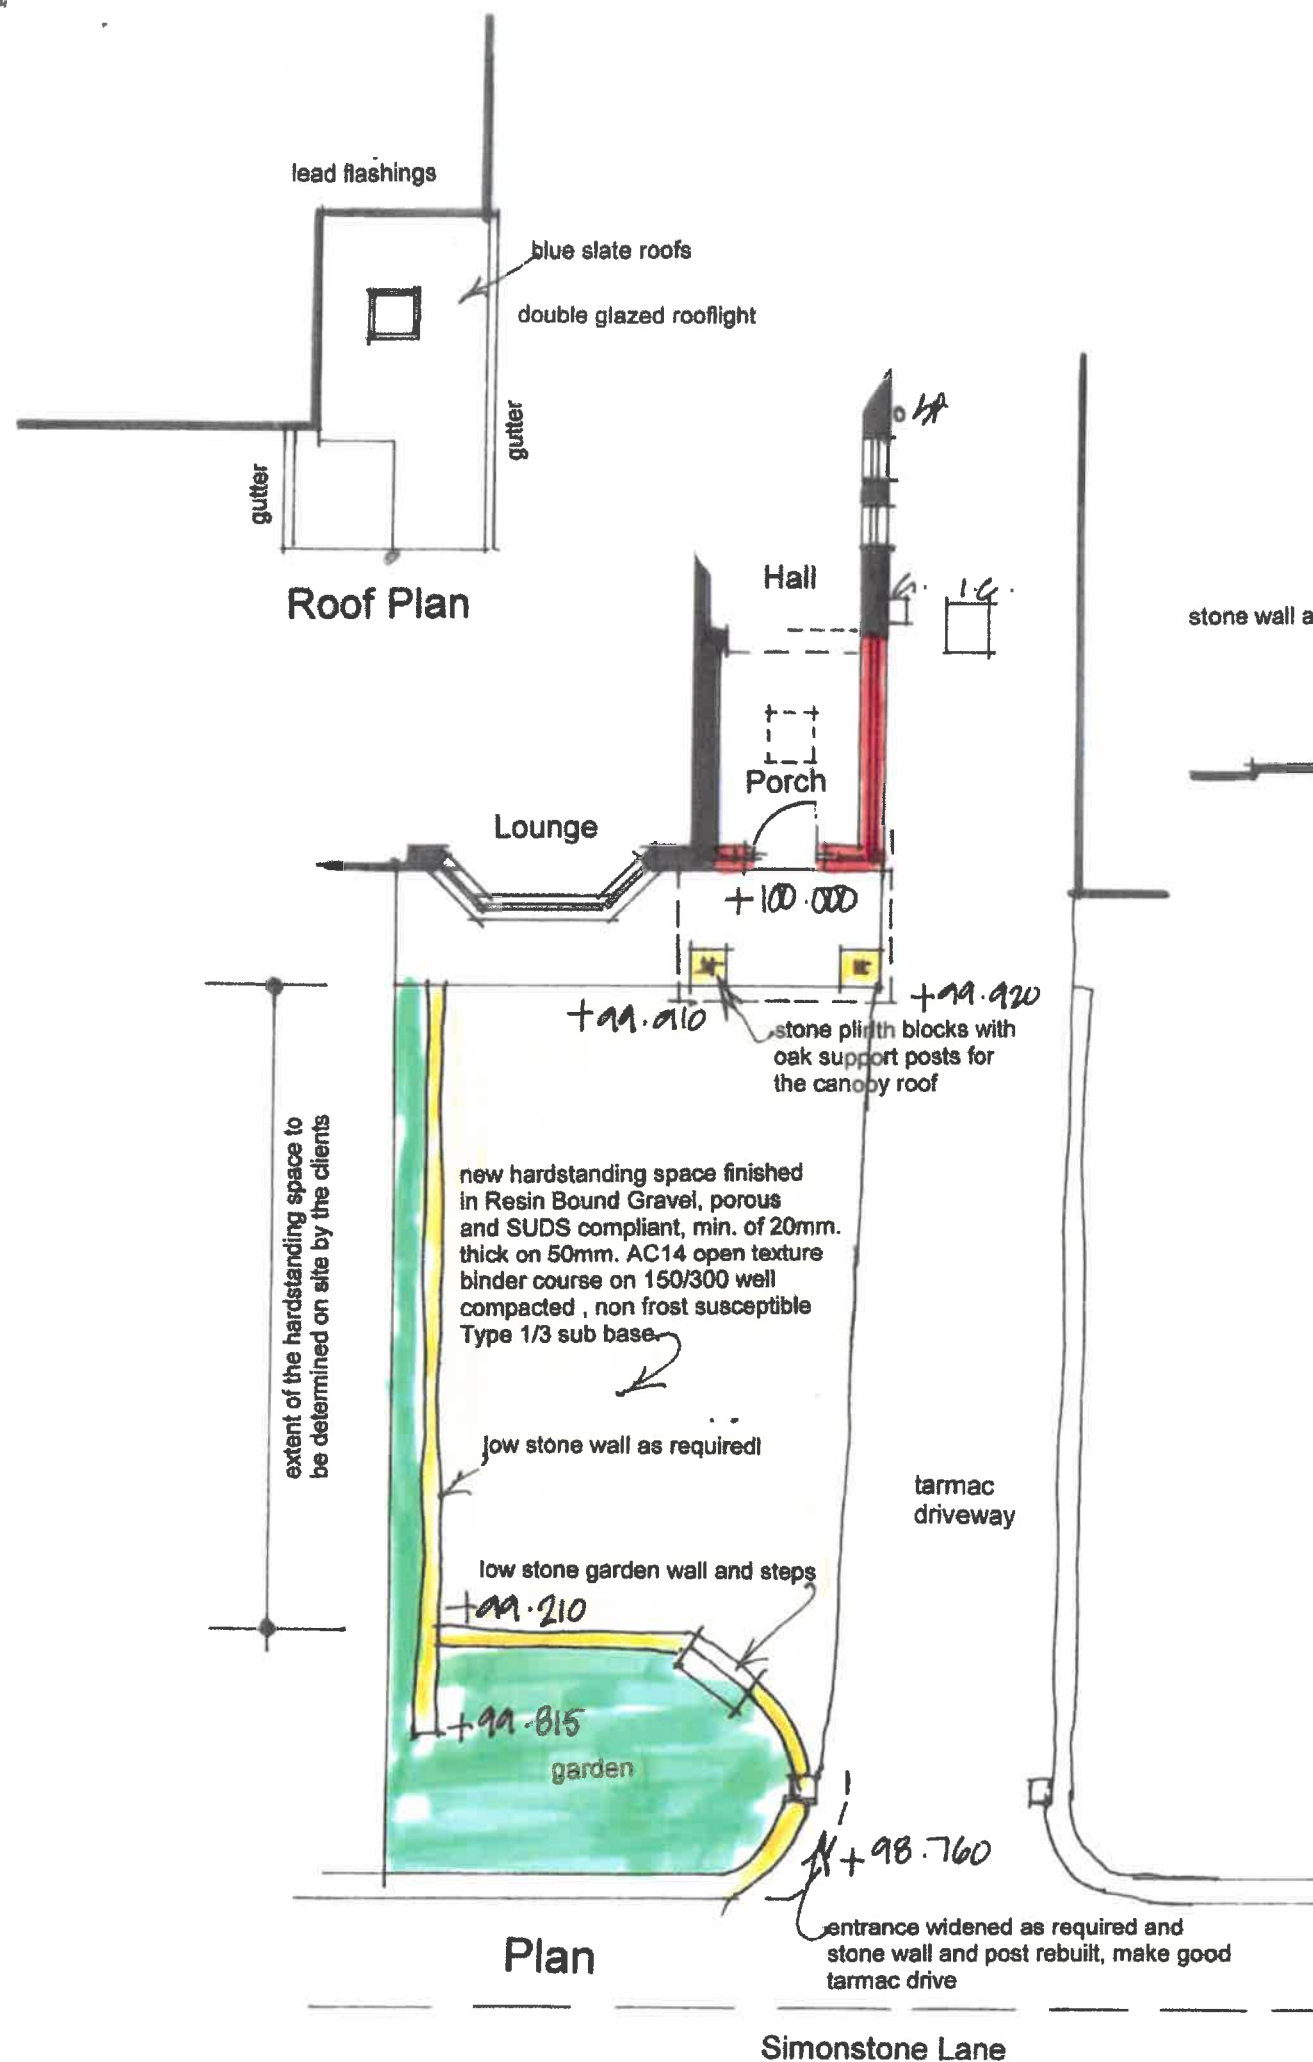 lead flashings
blue slate roofs
double glazed rooflight
gutter
gutter
Roof Plan
Hall
I.C.
stone wall a
Porch
Lounge
+100.000
+99.910
+99.920
stone plinth blocks with
oak support posts for
the canopy roof
extent of the hardstanding space to
be determined on site by the clients
new hardstanding space finished
in Resin Bound Gravel, porous
and SUDS compliant, min. of 20mm.
thick on 50mm. AC14 open texture
binder course on 150/300 well
compacted , non frost susceptible
Type 1/3 sub base.
low stone wall as required
tarmac
driveway
low stone garden wall and steps
+99.210
+99.815
garden
+98.760
entrance widened as required and
stone wall and post rebuilt, make good
tarmac drive
Plan
Simonstone Lane